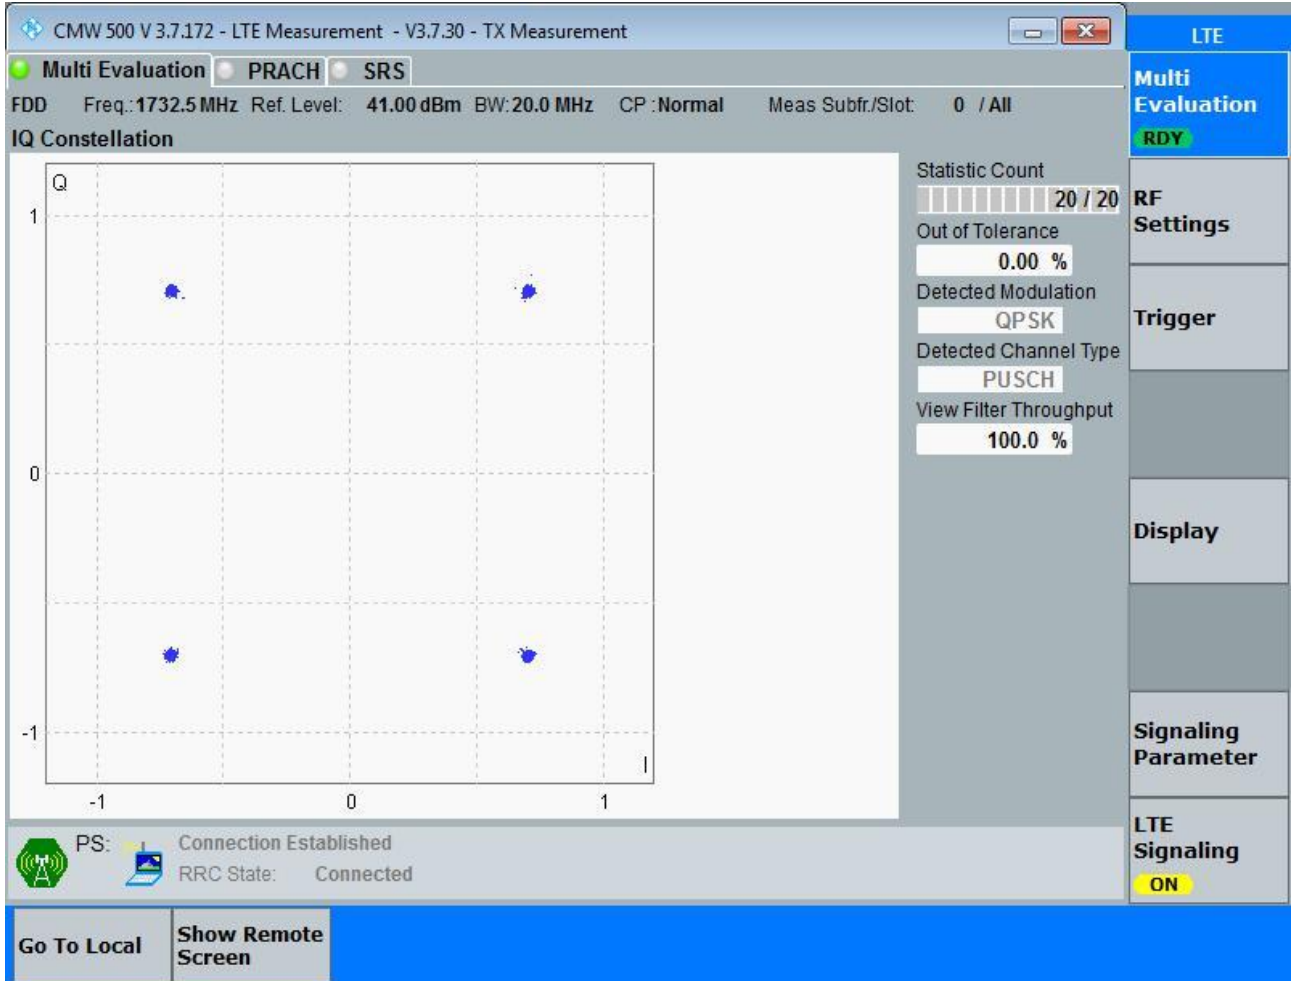 CMW 500 V 3.7.172 - LTE Measurement - V3.7.30 - TX Measurement
LTE
Multi Evaluation PRACH SRS
FDD Freq.:1732.5 MHz Ref. Level: 41.00 dBm BW:20.0 MHz CP :Normal Meas Subfr./Slot: 0 / All
IQ Constellation
Q
1
0
-1
-1 0 1
I
Statistic Count
20 / 20
Out of Tolerance
0.00 %
Detected Modulation
QPSK
Detected Channel Type
PUSCH
View Filter Throughput
100.0 %
Multi
Evaluation
RDY
RF
Settings
Trigger
Display
Signaling
Parameter
LTE
Signaling
ON
PS: Connection Established
RRC State: Connected
Go To Local
Show Remote
Screen